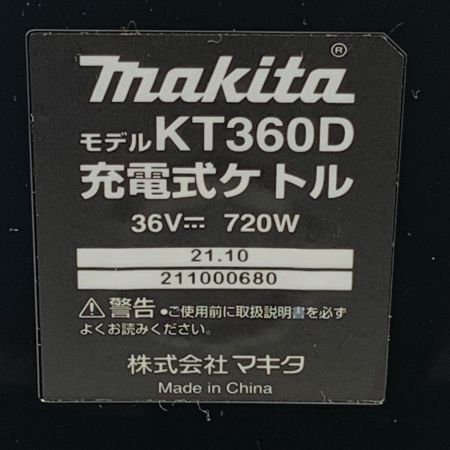 makita®
モデルKT360D
充電式ケトル
36V⎓ 720W
21.10
211000680
⚠警告 •ご使用前に取扱説明書を必ず
よくお読みください。
株式会社 マキタ
Made in China